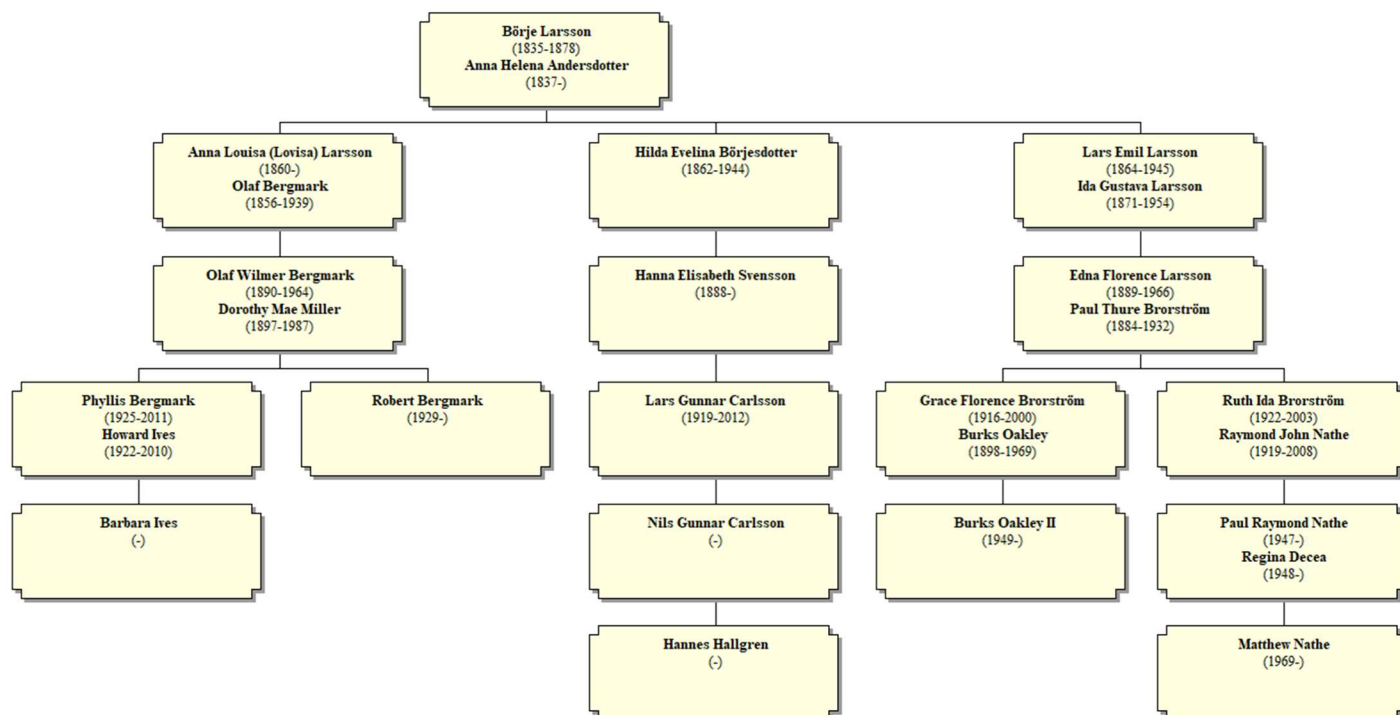 Börje Larsson
(1835-1878)
Anna Helena Andersdotter
(1837-)
Anna Louisa (Lovisa) Larsson
(1860-)
Olaf Bergmark
(1856-1939)
Hilda Evelina Börjesdotter
(1862-1944)
Lars Emil Larsson
(1864-1945)
Ida Gustava Larsson
(1871-1954)
Olaf Wilmer Bergmark
(1890-1964)
Dorothy Mae Miller
(1897-1987)
Hanna Elisabeth Svensson
(1888-)
Edna Florence Larsson
(1889-1966)
Paul Thure Brorström
(1884-1932)
Phyllis Bergmark
(1925-2011)
Howard Ives
(1922-2010)
Robert Bergmark
(1929-)
Lars Gunnar Carlsson
(1919-2012)
Grace Florence Brorström
(1916-2000)
Burks Oakley
(1898-1969)
Ruth Ida Brorström
(1922-2003)
Raymond John Nathe
(1919-2008)
Barbara Ives
(-)
Nils Gunnar Carlsson
(-)
Burks Oakley II
(1949-)
Paul Raymond Nathe
(1947-)
Regina Decea
(1948-)
Hannes Hallgren
(-)
Matthew Nathe
(1969-)